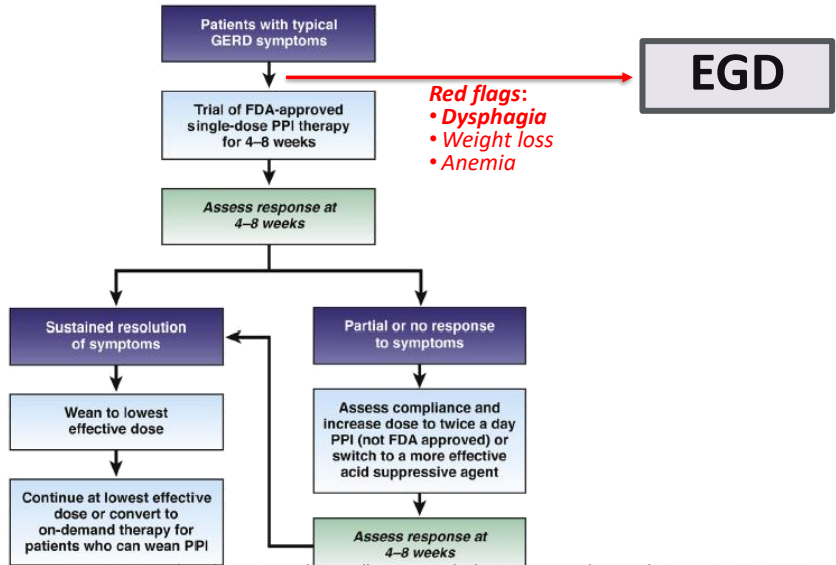 Patients with typical
GERD symptoms
EGD
Red flags:
• Dysphagia
• Weight loss
• Anemia
Trial of FDA-approved
single-dose PPI therapy
for 4–8 weeks
Assess response at
4–8 weeks
Sustained resolution
of symptoms
Partial or no response
to symptoms
Wean to lowest
effective dose
Assess compliance and
increase dose to twice a day
PPI (not FDA approved) or
switch to a more effective
acid suppressive agent
Continue at lowest effective
dose or convert to
on-demand therapy for
patients who can wean PPI
Assess response at
4–8 weeks